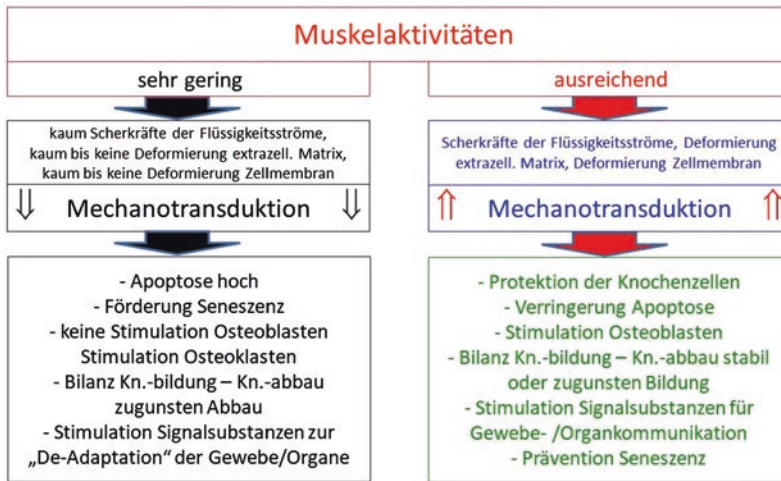 Muskelaktivitäten
sehr gering
kaum Scherkräfte der Flüssigkeitsströme,
kaum bis keine Deformierung extrazell. Matrix,
kaum bis keine Deformierung Zellmembran
⇓ Mechanotransduktion ⇓
- Apoptose hoch
- Förderung Seneszenz
- keine Stimulation Osteoblasten
Stimulation Osteoklasten
- Bilanz Kn.-bildung – Kn.-abbau
zugunsten Abbau
- Stimulation Signalsubstanzen zur
„De-Adaptation“ der Gewebe/Organe
ausreichend
Scherkräfte der Flüssigkeitsströme, Deformierung
extrazell. Matrix, Deformierung Zellmembran
⇑ Mechanotransduktion ⇑
- Protektion der Knochenzellen
- Verringerung Apoptose
- Stimulation Osteoblasten
- Bilanz Kn.-bildung – Kn.-abbau stabil
oder zugunsten Bildung
- Stimulation Signalsubstanzen für
Gewebe- /Organkommunikation
- Prävention Seneszenz